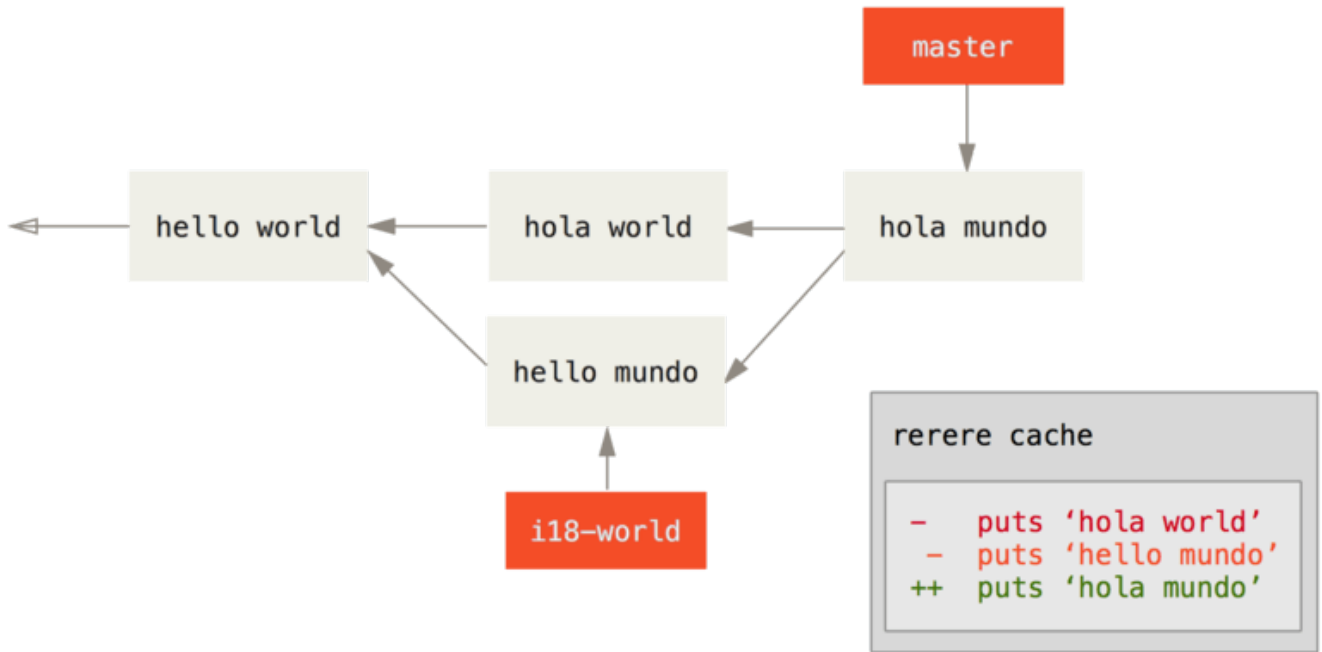 master
hello world
hola world
hola mundo
hello mundo
i18-world
rerere cache
-  puts ‘hola world’
 -  puts ‘hello mundo’
++  puts ‘hola mundo’